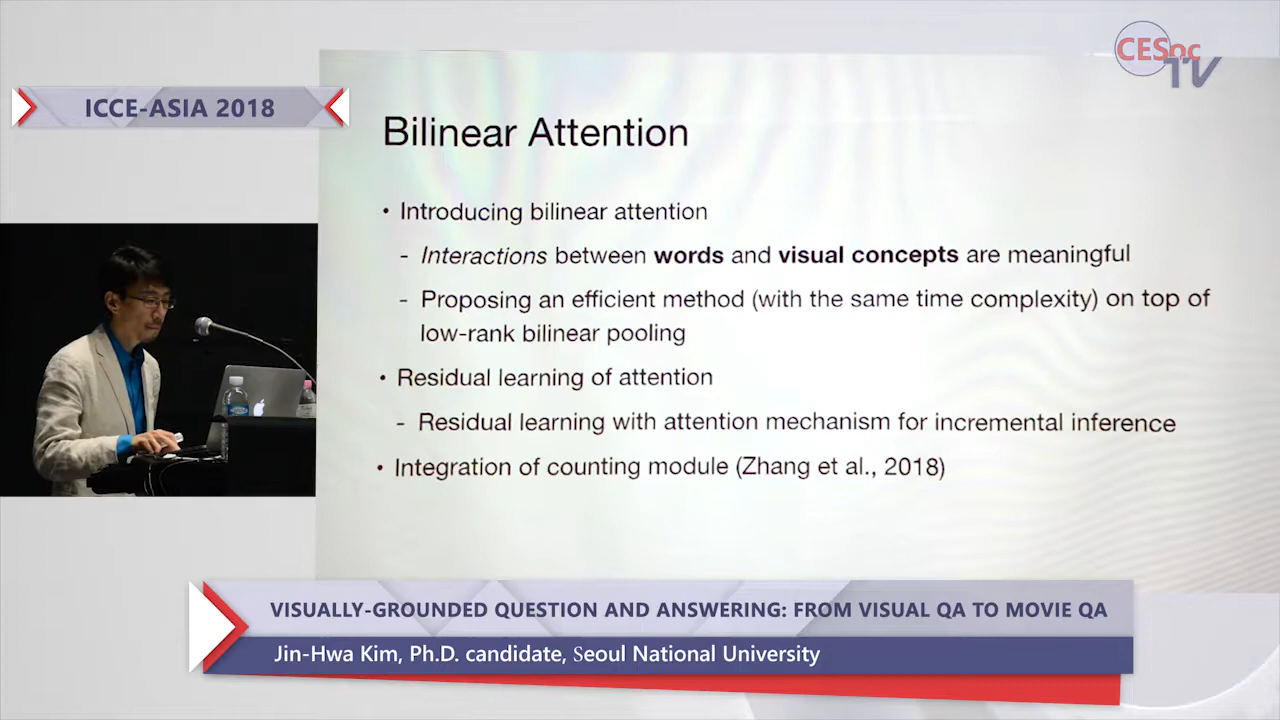 CESoc
TV
ICCE-ASIA 2018
Bilinear Attention
• Introducing bilinear attention
- Interactions between words and visual concepts are meaningful
- Proposing an efficient method (with the same time complexity) on top of
low-rank bilinear pooling
• Residual learning of attention
- Residual learning with attention mechanism for incremental inference
• Integration of counting module (Zhang et al., 2018)
VISUALLY-GROUNDED QUESTION AND ANSWERING: FROM VISUAL QA TO MOVIE QA
Jin-Hwa Kim, Ph.D. candidate, Seoul National University